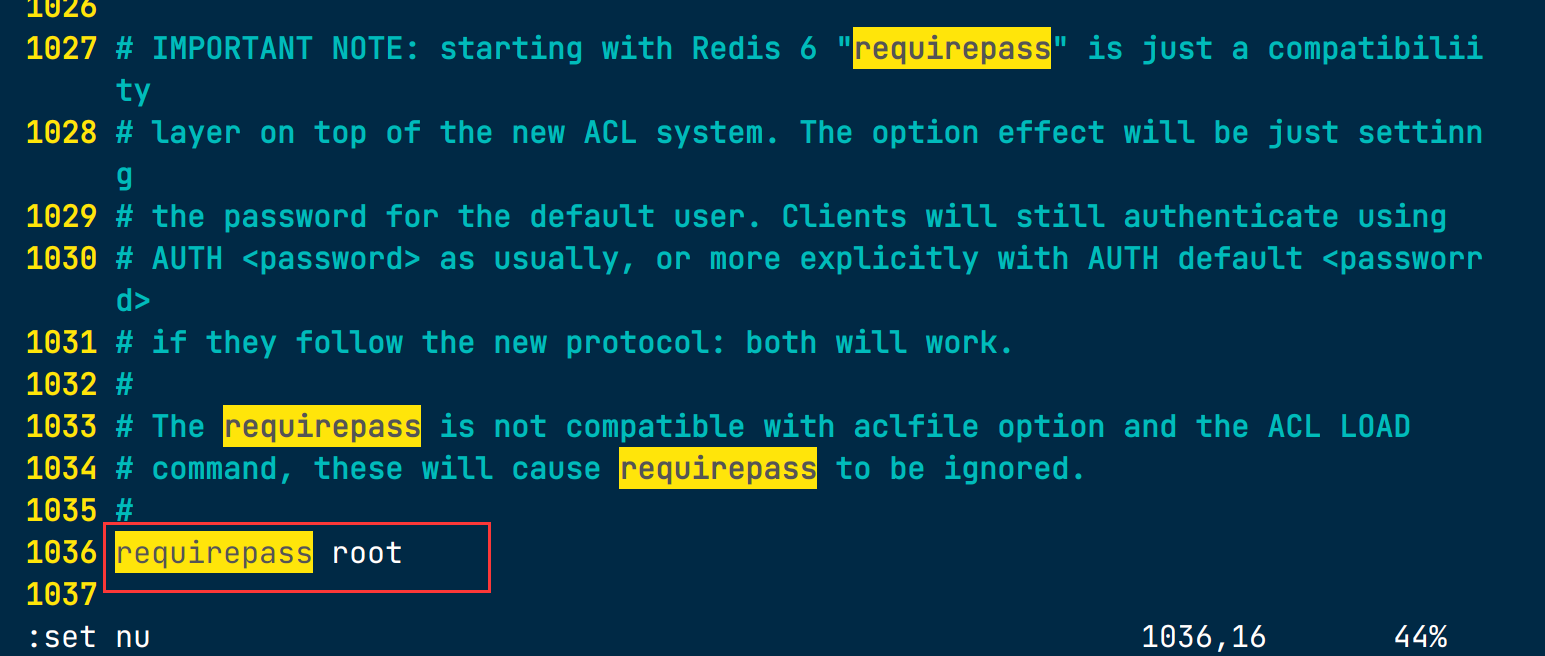 1026
1027 # IMPORTANT NOTE: starting with Redis 6 "requirepass" is just a compatibilii
ty
1028 # layer on top of the new ACL system. The option effect will be just settinn
g
1029 # the password for the default user. Clients will still authenticate using
1030 # AUTH <password> as usually, or more explicitly with AUTH default <passworr
d>
1031 # if they follow the new protocol: both will work.
1032 #
1033 # The requirepass is not compatible with aclfile option and the ACL LOAD
1034 # command, these will cause requirepass to be ignored.
1035 #
1036 requirepass root
1037
:set nu 1036,16 44%